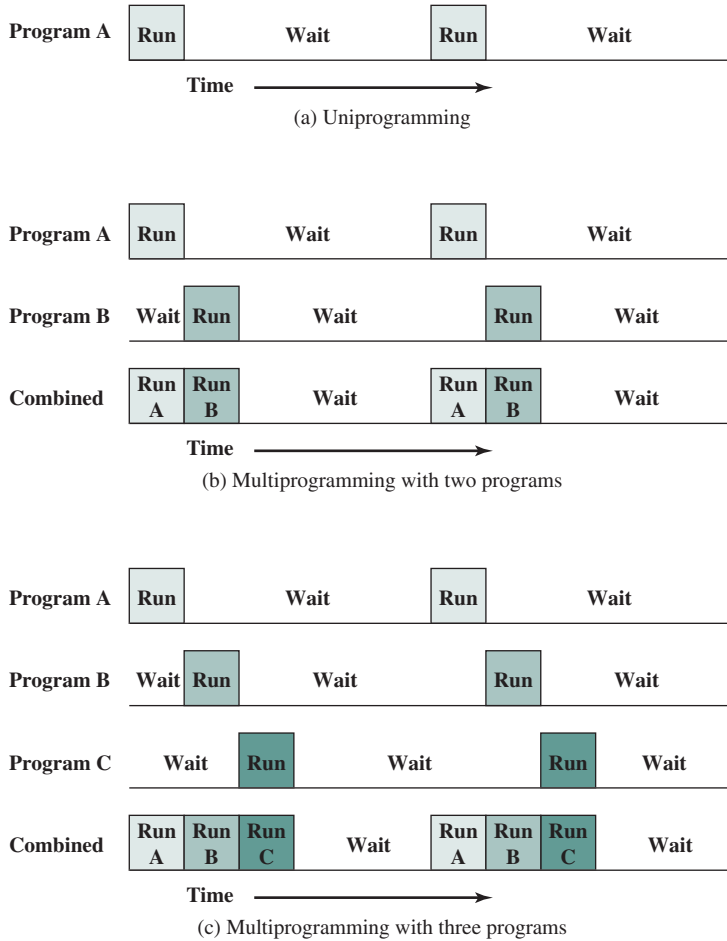 Program A Run Wait Run Wait
Time
(a) Uniprogramming
Program A Run Wait Run Wait
Program B Wait Run Wait Run Wait
Combined Run A Run B Wait Run A Run B Wait
Time
(b) Multiprogramming with two programs
Program A Run Wait Run Wait
Program B Wait Run Wait Run Wait
Program C Wait Run Wait Run Wait
Combined Run A Run B Run C Wait Run A Run B Run C Wait
Time
(c) Multiprogramming with three programs